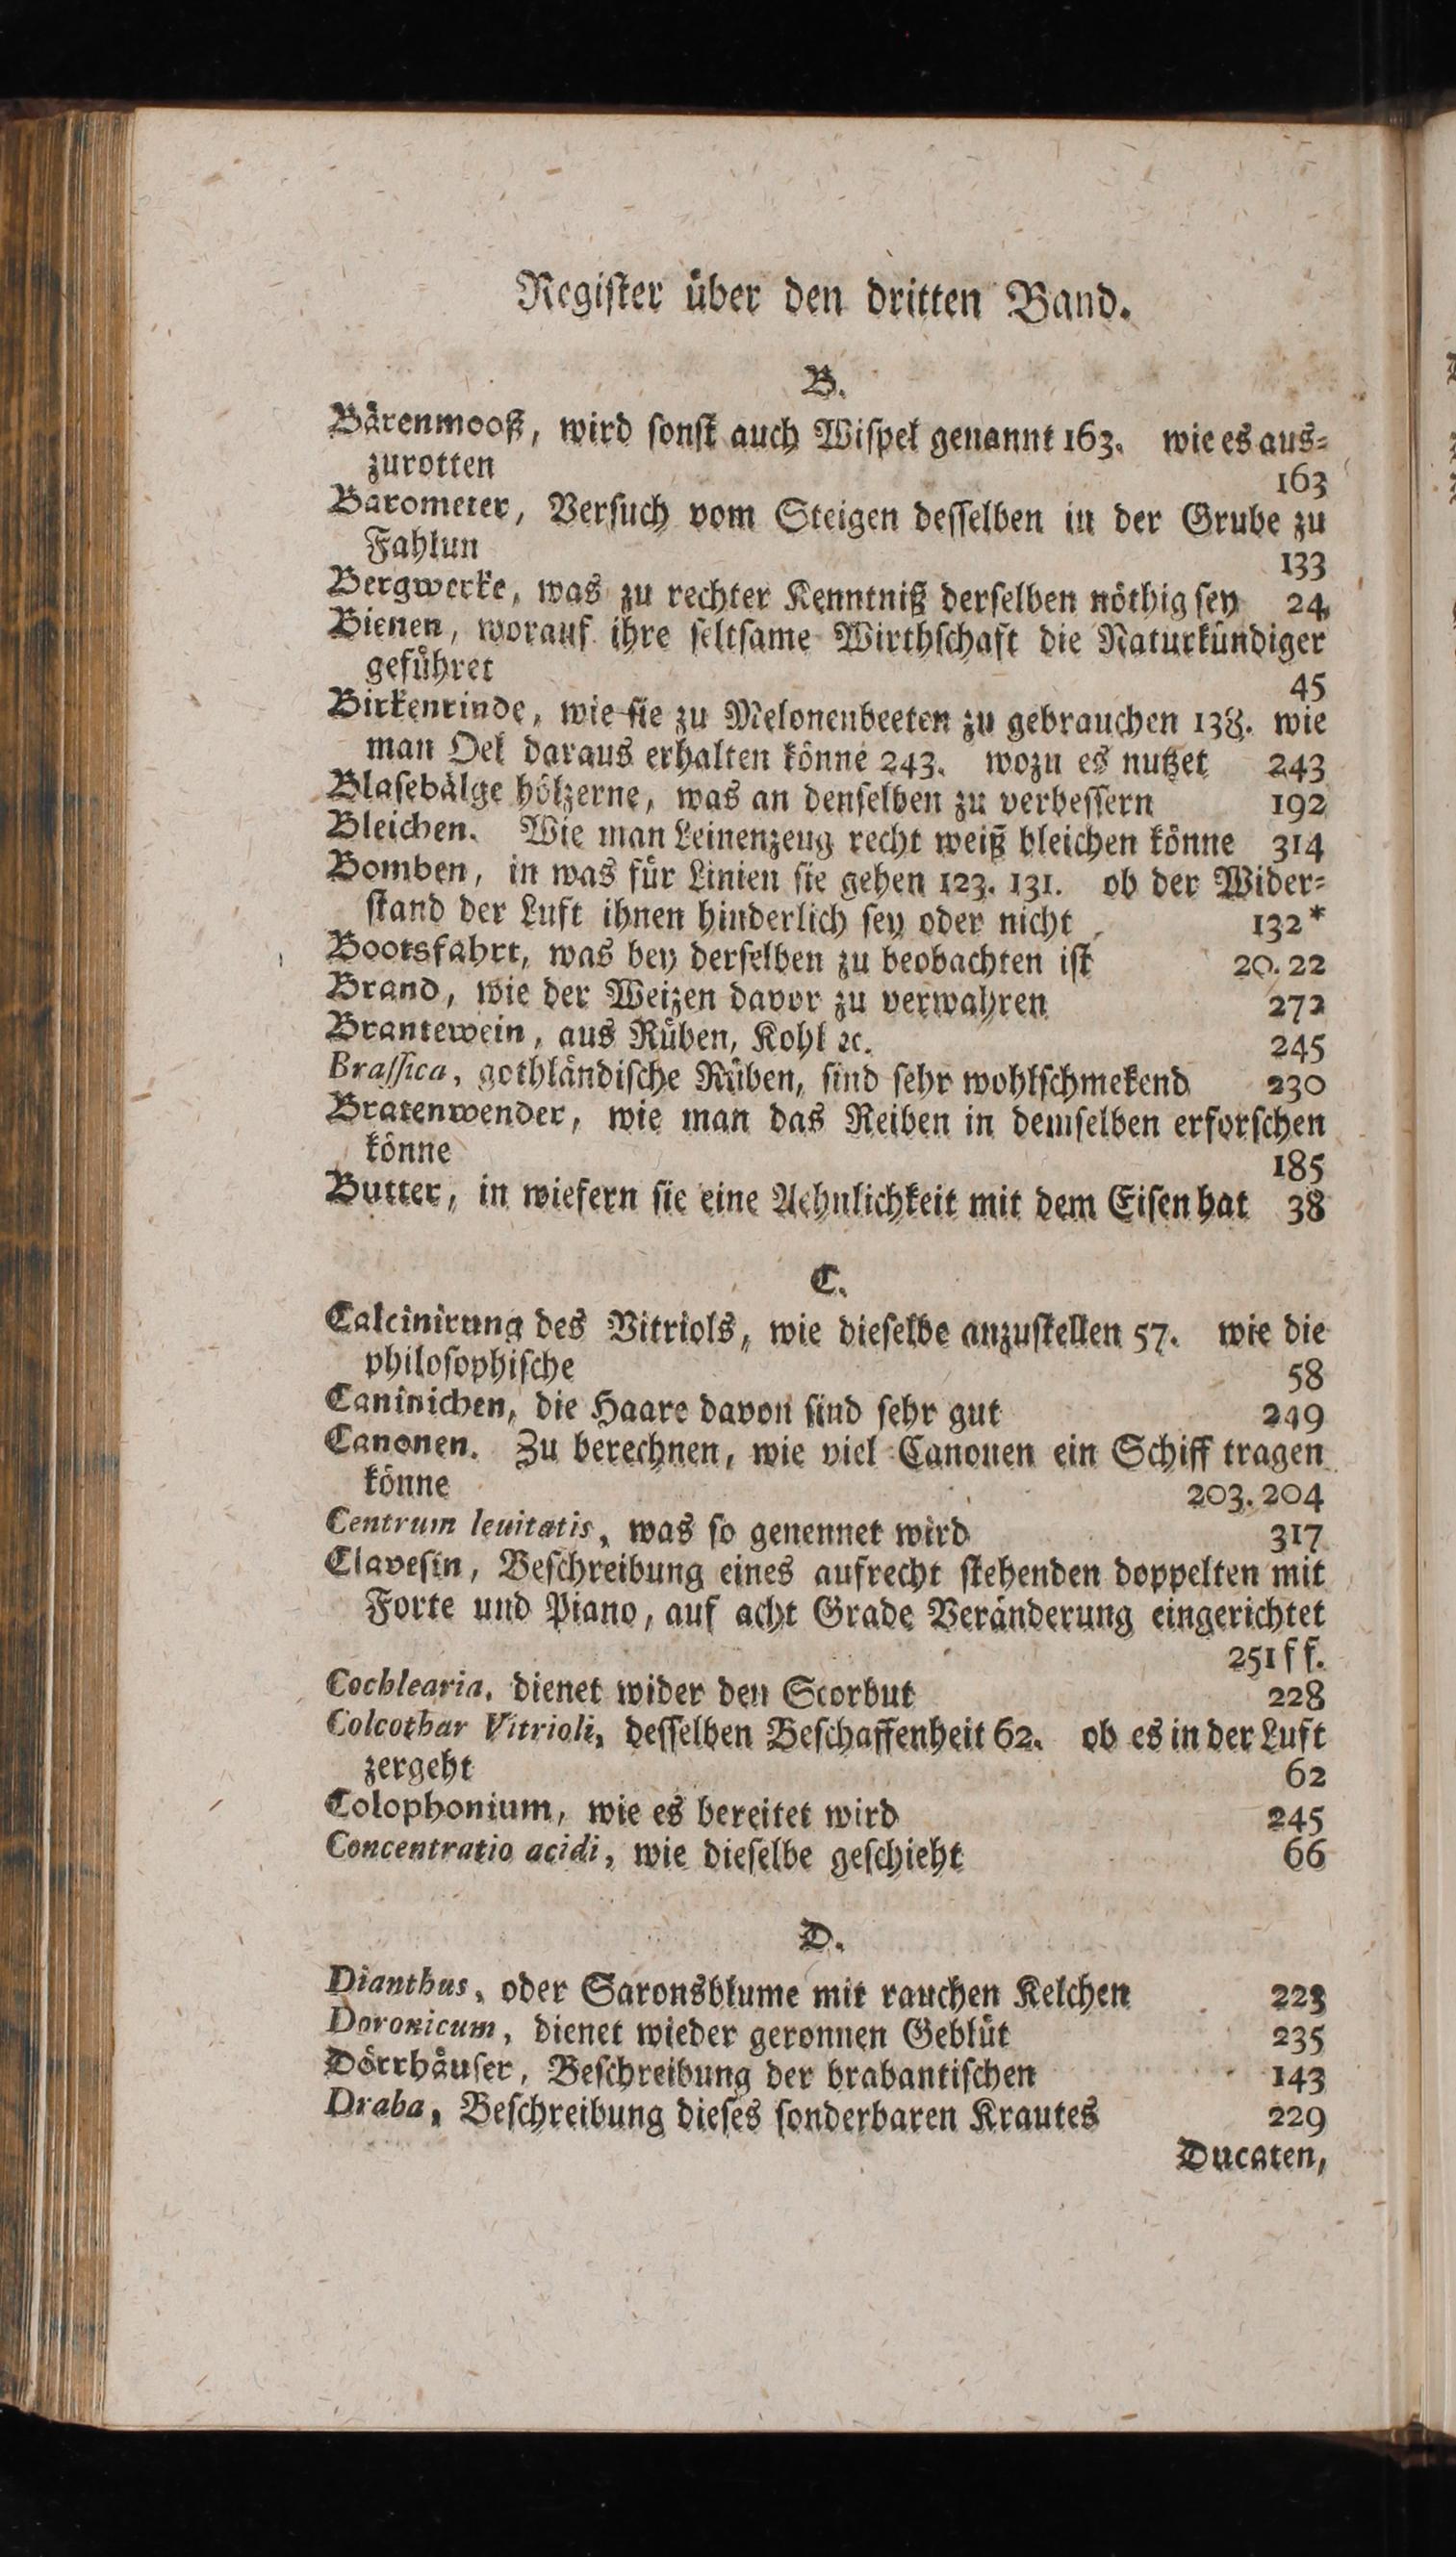 Regiſter über den dritten Band.
B.
Bärenmooß, wird ſonſt auch Wiſpel genannt 163. wie es aus⸗
zurotten 163
Barometer, Verſuch vom Steigen deſſelben in der Grube zu
Fahlun 133
Bergwerke, was zu rechter Kenntniß derſelben nöthig ſey 24
Bienen, worauf ihre ſeltſame Wirthſchaft die Naturkündiger
geführet 45
Birkenrinde, wie ſie zu Melonenbeeten zu gebrauchen 138. wie
man Oel daraus erhalten könne 243. wozu es nutzet 243
Blaſebälge hölzerne, was an denſelben zu verbeſſern 192
Bleichen. Wie man Leinenzeug recht weiß bleichen könne 314
Bomben, in was für Linien ſie gehen 123. 131. ob der Wider⸗
ſtand der Luft ihnen hinderlich ſey oder nicht 132*
Bootsfahrt, was bey derſelben zu beobachten iſt 20. 22
Brand, wie der Weizen davor zu verwahren 272
Brantewein, aus Rüben, Kohl ꝛc. 245
Braſſica, gothländiſche Rüben, ſind ſehr wohlſchmekend 230
Bratenwender, wie man das Reiben in demſelben erforſchen
könne 185
Butter, in wiefern ſie eine Aehnlichkeit mit dem Eiſen hat 38
C.
Calcinirung des Vitriols, wie dieſelbe anzuſtellen 57. wie die
philoſophiſche 58
Caninichen, die Haare davon ſind ſehr gut 249
Canonen. Zu berechnen, wie viel Canonen ein Schiff tragen
könne 203. 204
Centrum leuitatis, was ſo genennet wird 317
Claveſin, Beſchreibung eines aufrecht ſtehenden doppelten mit
Forte und Piano, auf acht Grade Veränderung eingerichtet
251 f f.
Cochlearia, dienet wider den Scorbut 228
Colcothar Vitrioli, deſſelben Beſchaffenheit 62. ob es in der Luft
zergeht 62
Colophonium, wie es bereitet wird 245
Concentratio acidi, wie dieſelbe geſchieht 66
D.
Dianthus, oder Saronsblume mit rauchen Kelchen 223
Doronicum, dienet wieder geronnen Geblüt 235
Dörrhäuſer, Beſchreibung der brabantiſchen 143
Draba, Beſchreibung dieſes ſonderbaren Krautes 229
Ducaten,